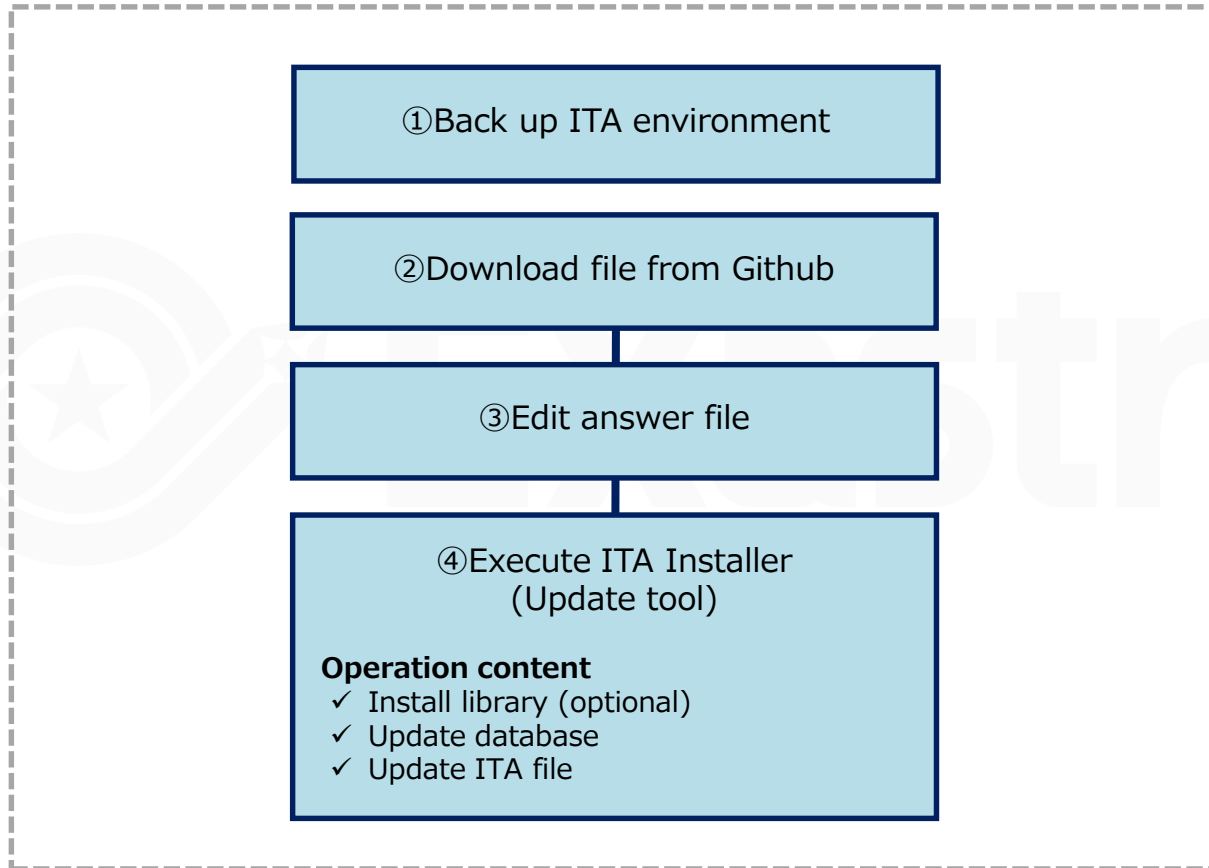 ①Back up ITA environment
②Download file from Github
③Edit answer file
④Execute ITA Installer
(Update tool)
Operation content
✓ Install library (optional)
✓ Update database
✓ Update ITA file